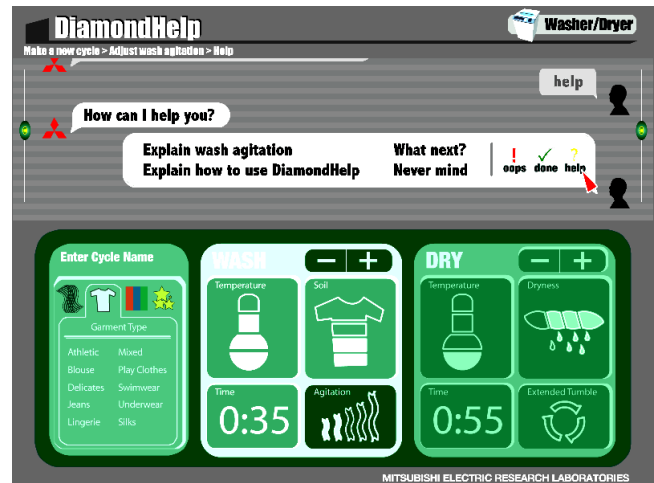 DiamondHelp
Washer/Dryer
Make a new cycle > Adjust wash agitation > Help
help
How can I help you?
Explain wash agitation What next?
Explain how to use DiamondHelp Never mind
! ✓ ?
oops done help
Enter Cycle Name
WASH − +
DRY − +
Temperature Soil
Temperature Dryness
Garment Type
Athletic Mixed
Blouse Play Clothes
Delicates Swimwear
Jeans Underwear
Lingerie Silks
Time Agitation
0:35
Time Extended Tumble
0:55
MITSUBISHI ELECTRIC RESEARCH LABORATORIES